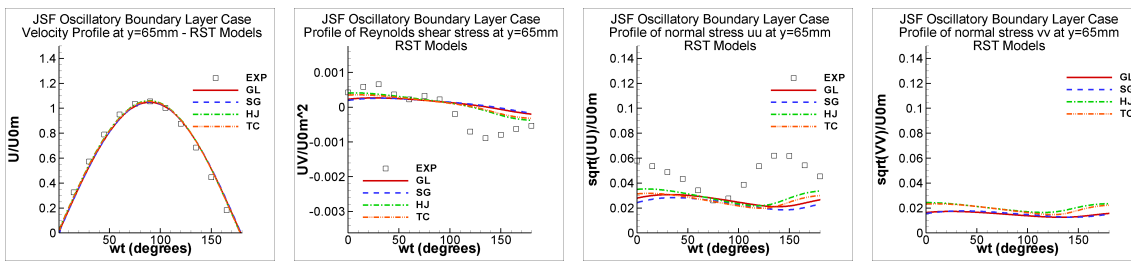 JSF Oscillatory Boundary Layer Case
Velocity Profile at y=65mm - RST Models
U/U0m
1.4
1.2
1
0.8
0.6
0.4
0.2
0
50
100
150
wt (degrees)
EXP
GL
SG
HJ
TC
JSF Oscillatory Boundary Layer Case
Profile of Reynolds shear stress at y=65mm
RST Models
UV/U0m^2
0.001
0
-0.001
-0.002
-0.003
0
50
100
150
wt (degrees)
EXP
GL
SG
HJ
TC
JSF Oscillatory Boundary Layer Case
Profile of normal stress uu at y=65mm
RST Models
sqrt(UU)/U0m
0.14
0.12
0.1
0.08
0.06
0.04
0.02
0
0
50
100
150
wt (degrees)
EXP
GL
SG
HJ
TC
JSF Oscillatory Boundary Layer Case
Profile of normal stress vv at y=65mm
RST Models
sqrt(VV)/U0m
0.14
0.12
0.1
0.08
0.06
0.04
0.02
0
0
50
100
150
wt (degrees)
GL
SG
HJ
TC